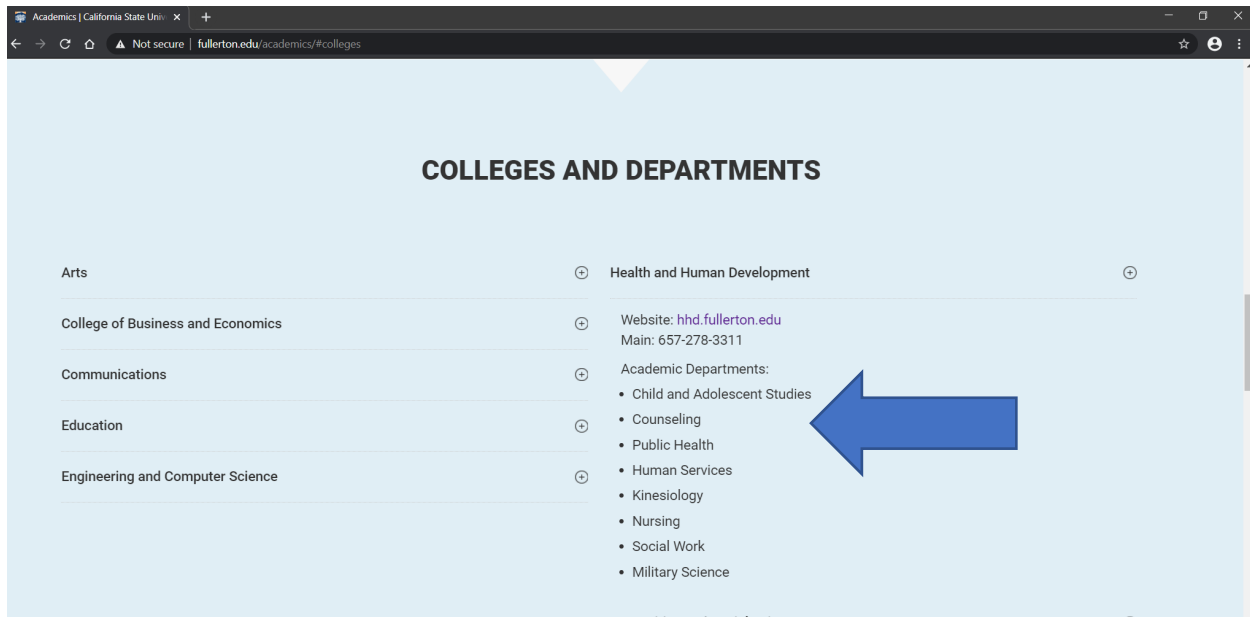 Academics | California State Univ
Not secure | fullerton.edu/academics/#colleges
COLLEGES AND DEPARTMENTS
Arts
College of Business and Economics
Communications
Education
Engineering and Computer Science
Health and Human Development
Website: hhd.fullerton.edu
Main: 657-278-3311
Academic Departments:
• Child and Adolescent Studies
• Counseling
• Public Health
• Human Services
• Kinesiology
• Nursing
• Social Work
• Military Science